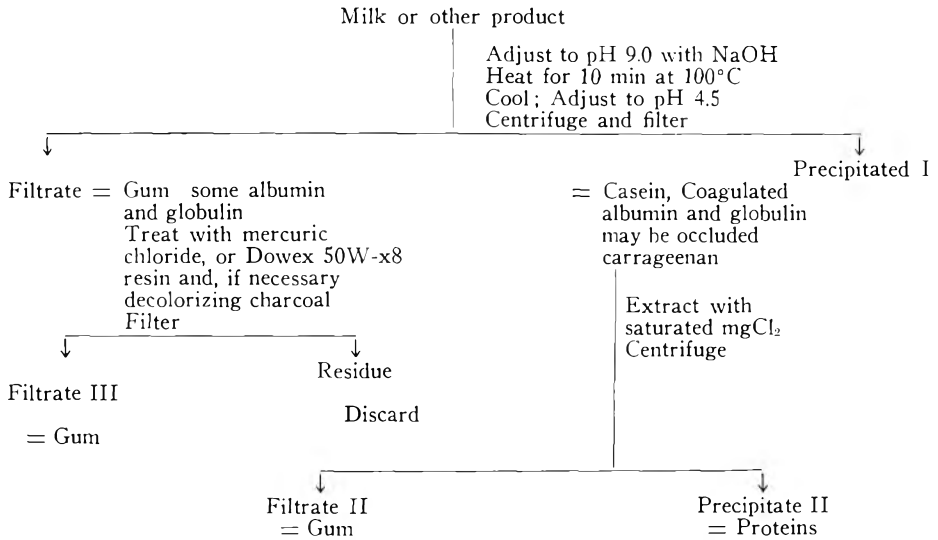 Milk or other product
Adjust to pH 9.0 with NaOH
Heat for 10 min at 100°C
Cool; Adjust to pH 4.5
Centrifuge and filter
Precipitated I
Filtrate = Gum some albumin
and globulin
Treat with mercuric
chloride, or Dowex 50W-x8
resin and, if necessary
decolorizing charcoal
Filter
= Casein, Coagulated
albumin and globulin
may be occluded
carrageenan
Extract with
saturated mgCl₂
Centrifuge
Filtrate III
= Gum
Residue
Discard
Filtrate II
= Gum
Precipitate II
= Proteins